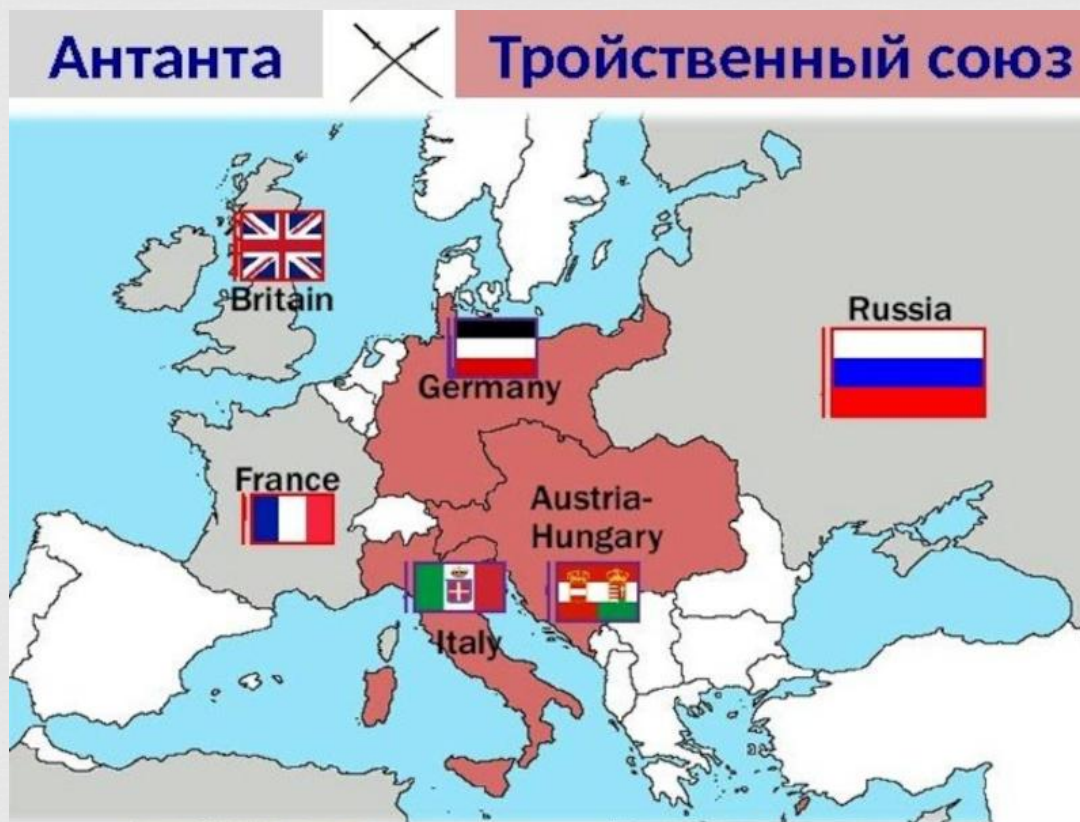 Антанта
Тройственный союз
Britain
Russia
Germany
France
Austria-
Hungary
Italy